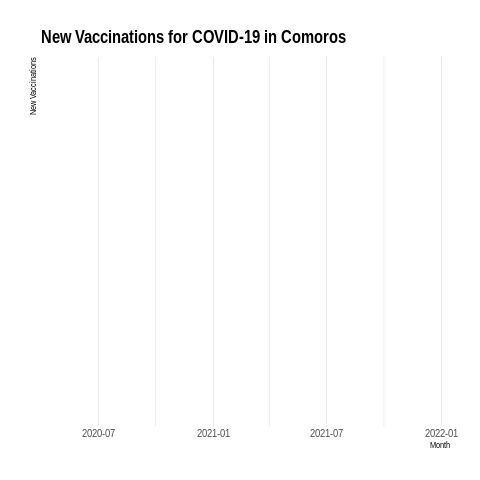 New Vaccinations for COVID-19 in Comoros
New Vaccinations
2020-07 2021-01 2021-07 2022-01
Month